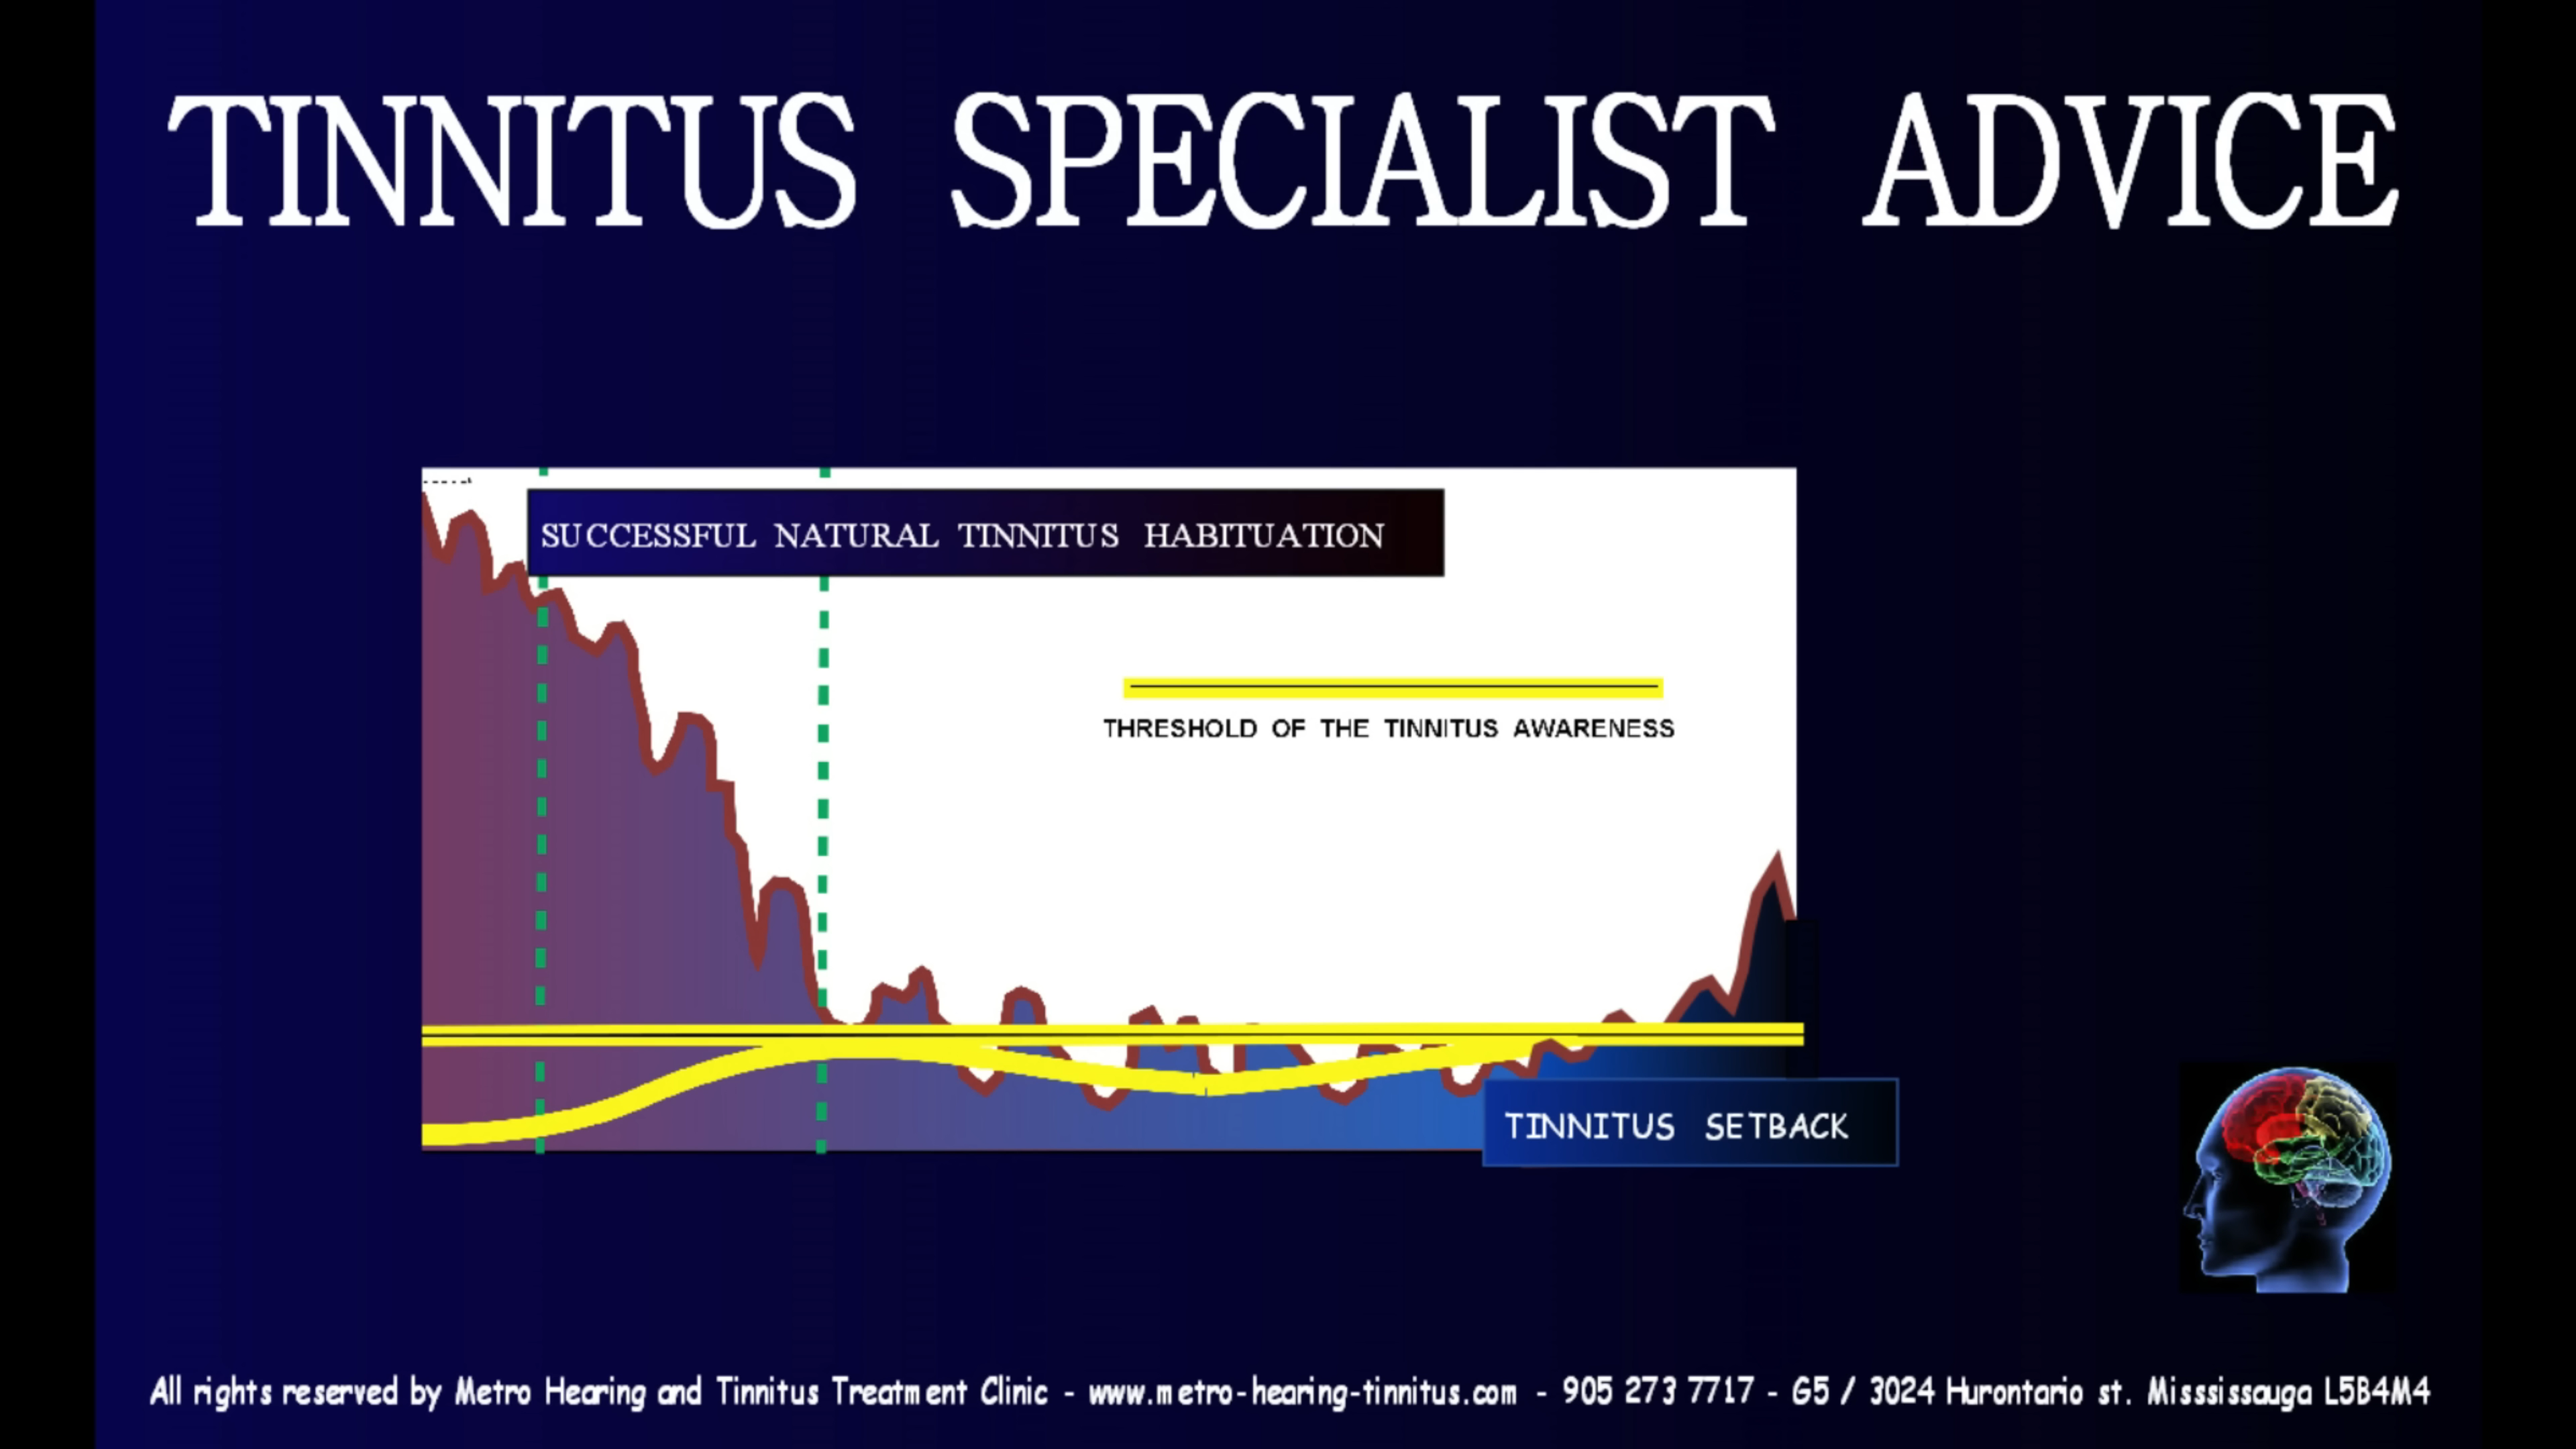 TINNITUS SPECIALIST ADVICE
SUCCESSFUL NATURAL TINNITUS HABITUATION
THRESHOLD OF THE TINNITUS AWARENESS
TINNITUS SETBACK
All rights reserved by Metro Hearing and Tinnitus Treatment Clinic - www.metro-hearing-tinnitus.com - 905 273 7717 - G5 / 3024 Hurontario st. Misssissauga L5B4M4